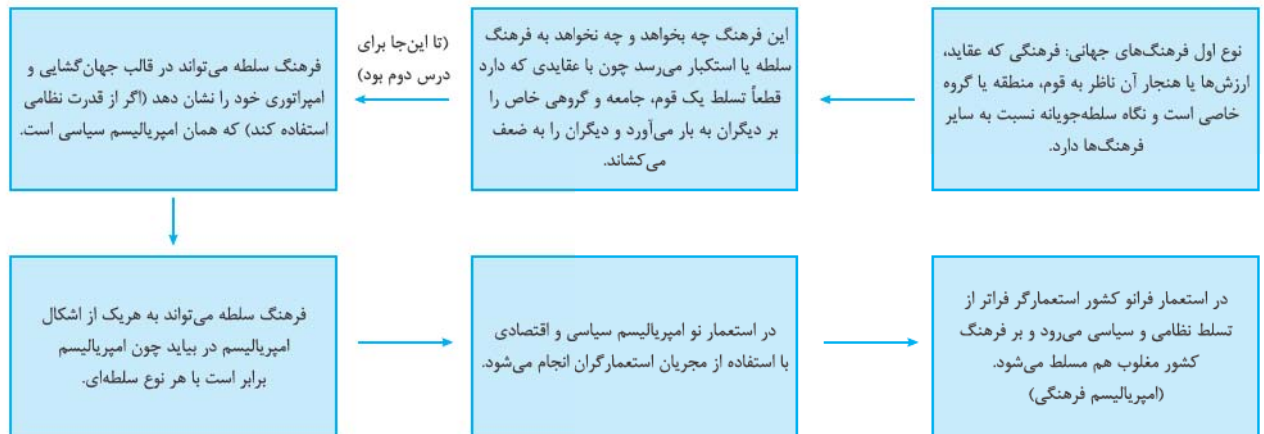 نوع اول فرهنگ‌های جهانی: فرهنگی که عقاید،
ارزش‌ها یا هنجار آن ناظر به قوم، منطقه یا گروه
خاصی است و نگاه سلطه‌جویانه نسبت به سایر
فرهنگ‌ها دارد.
این فرهنگ چه بخواهد و چه نخواهد به فرهنگ
سلطه یا استکبار می‌رسد چون با عقایدی که دارد
قطعاً تسلط یک قوم، جامعه و گروهی خاص را
بر دیگران به بار می‌آورد و دیگران را به ضعف
می‌کشاند.
(تا این‌جا برای
درس دوم بود)
فرهنگ سلطه می‌تواند در قالب جهان‌گشایی و
امپراتوری خود را نشان دهد (اگر از قدرت نظامی
استفاده کند) که همان امپریالیسم سیاسی است.
فرهنگ سلطه می‌تواند به هریک از اشکال
امپریالیسم در بیاید چون امپریالیسم
برابر است با هر نوع سلطه‌ای.
در استعمار نو امپریالیسم سیاسی و اقتصادی
با استفاده از مجریان استعمارگران انجام می‌شود.
در استعمار فرانو کشور استعمارگر فراتر از
تسلط نظامی و سیاسی می‌رود و بر فرهنگ
کشور مغلوب هم مسلط می‌شود.
(امپریالیسم فرهنگی)